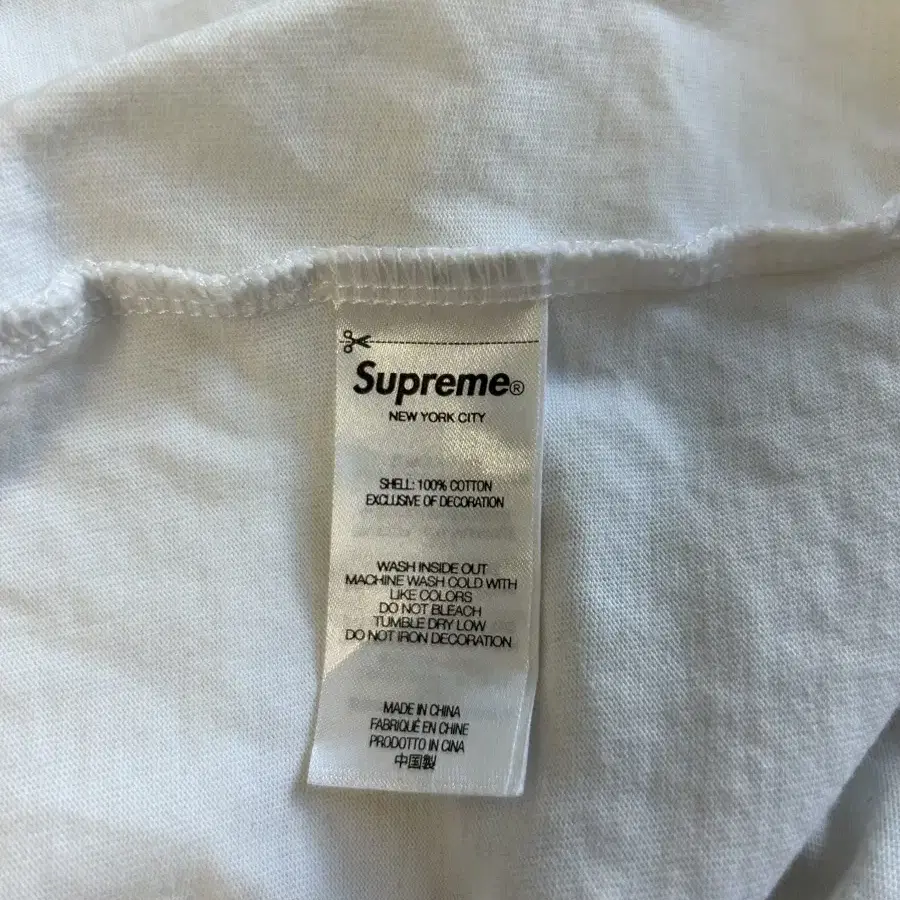 Supreme®
NEW YORK CITY
SHELL: 100% COTTON
EXCLUSIVE OF DECORATION
WASH INSIDE OUT
MACHINE WASH COLD WITH
LIKE COLORS
DO NOT BLEACH
TUMBLE DRY LOW
DO NOT IRON DECORATION
MADE IN CHINA
FABRIQUÉ EN CHINE
PRODOTTO IN CINA
中国製